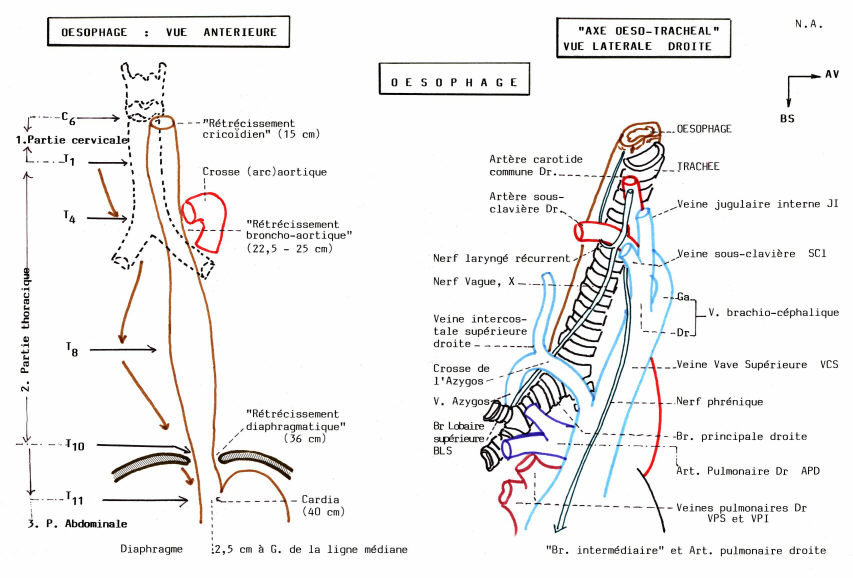 OESOPHAGE : VUE ANTERIEURE
"AXE OESO-TRACHEAL"
VUE LATERALE DROITE
N.A.
O E S O P H A G E
AV
BS
C6
"Rétrécissement
cricoïdien" (15 cm)
1.Partie cervicale
T1
Crosse (arc)aortique
T4
"Rétrécissement
broncho-aortique"
(22,5 - 25 cm)
2. Partie thoracique
T8
"Rétrécissement
diaphragmatique"
(36 cm)
T10
T11
Cardia
(40 cm)
3. P. Abdominale
Diaphragme
2,5 cm à G. de la ligne médiane
OESOPHAGE
Artère carotide
commune Dr.
TRACHEE
Artère sous-
clavière Dr.
Veine jugulaire interne JI
Nerf laryngé récurrent
Veine sous-clavière SCl
Nerf Vague, X
Ga
V. brachio-céphalique
Dr
Veine intercos-
tale supérieure
droite
Crosse de
l'Azygos
Veine Vave Supérieure VCS
V. Azygos
Nerf phrénique
Br Lobaire
supérieure
BLS
Br. principale droite
Art. Pulmonaire Dr APD
Veines pulmonaires Dr
VPS et VPI
"Br. intermédiaire" et Art. pulmonaire droite